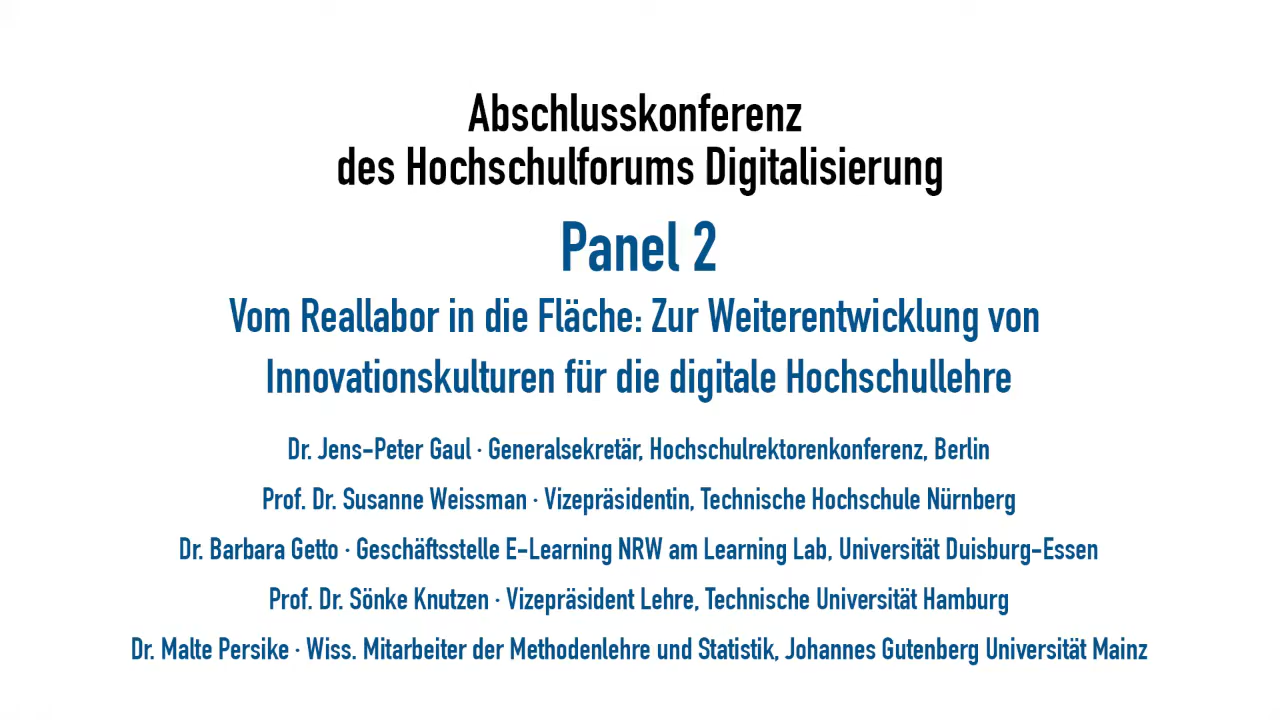 Abschlusskonferenz
des Hochschulforums Digitalisierung
Panel 2
Vom Reallabor in die Fläche: Zur Weiterentwicklung von
Innovationskulturen für die digitale Hochschullehre
Dr. Jens-Peter Gaul · Generalsekretär, Hochschulrektorenkonferenz, Berlin
Prof. Dr. Susanne Weissman · Vizepräsidentin, Technische Hochschule Nürnberg
Dr. Barbara Getto · Geschäftsstelle E-Learning NRW am Learning Lab, Universität Duisburg-Essen
Prof. Dr. Sönke Knutzen · Vizepräsident Lehre, Technische Universität Hamburg
Dr. Malte Persike · Wiss. Mitarbeiter der Methodenlehre und Statistik, Johannes Gutenberg Universität Mainz